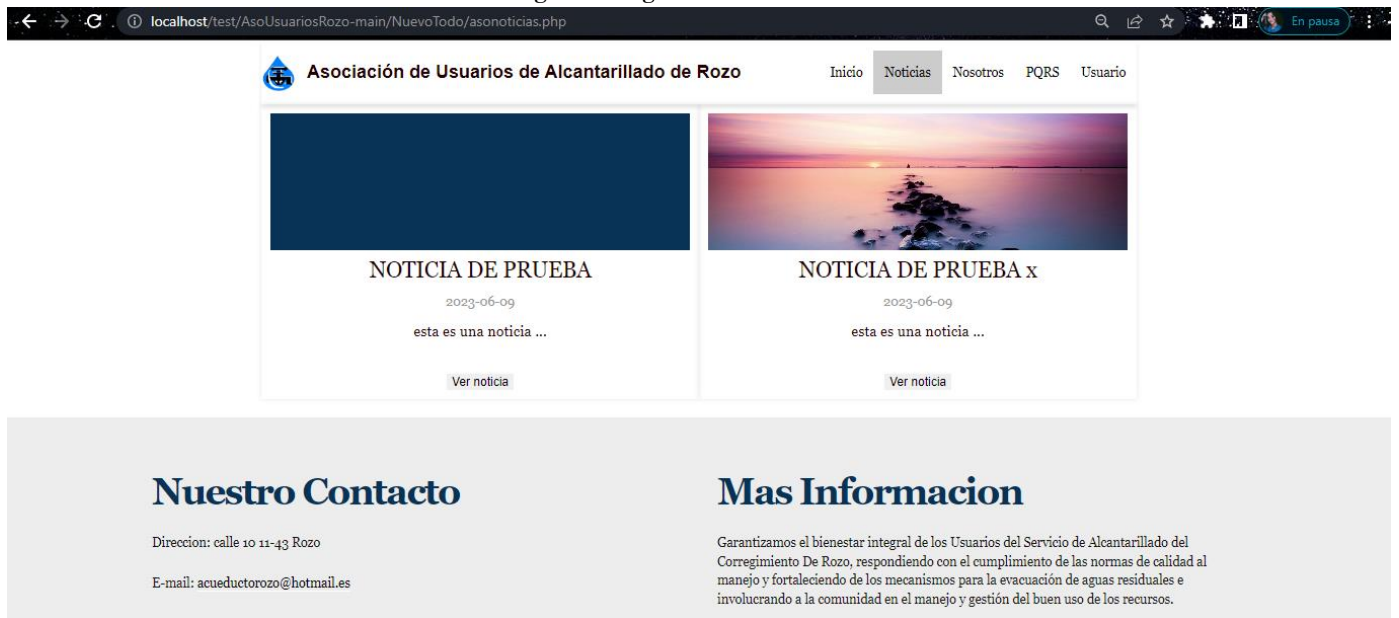 localhost/test/AsoUsuariosRozo-main/NuevoTodo/asonoticias.php
En pausa
Asociación de Usuarios de Alcantarillado de Rozo
Inicio Noticias Nosotros PQRS Usuario
NOTICIA DE PRUEBA
2023-06-09
esta es una noticia ...
Ver noticia
NOTICIA DE PRUEBA x
2023-06-09
esta es una noticia ...
Ver noticia
Nuestro Contacto
Direccion: calle 10 11-43 Rozo
E-mail: acueductorozo@hotmail.es
Mas Informacion
Garantizamos el bienestar integral de los Usuarios del Servicio de Alcantarillado del
Corregimiento De Rozo, respondiendo con el cumplimiento de las normas de calidad al
manejo y fortaleciendo de los mecanismos para la evacuación de aguas residuales e
involucrando a la comunidad en el manejo y gestión del buen uso de los recursos.